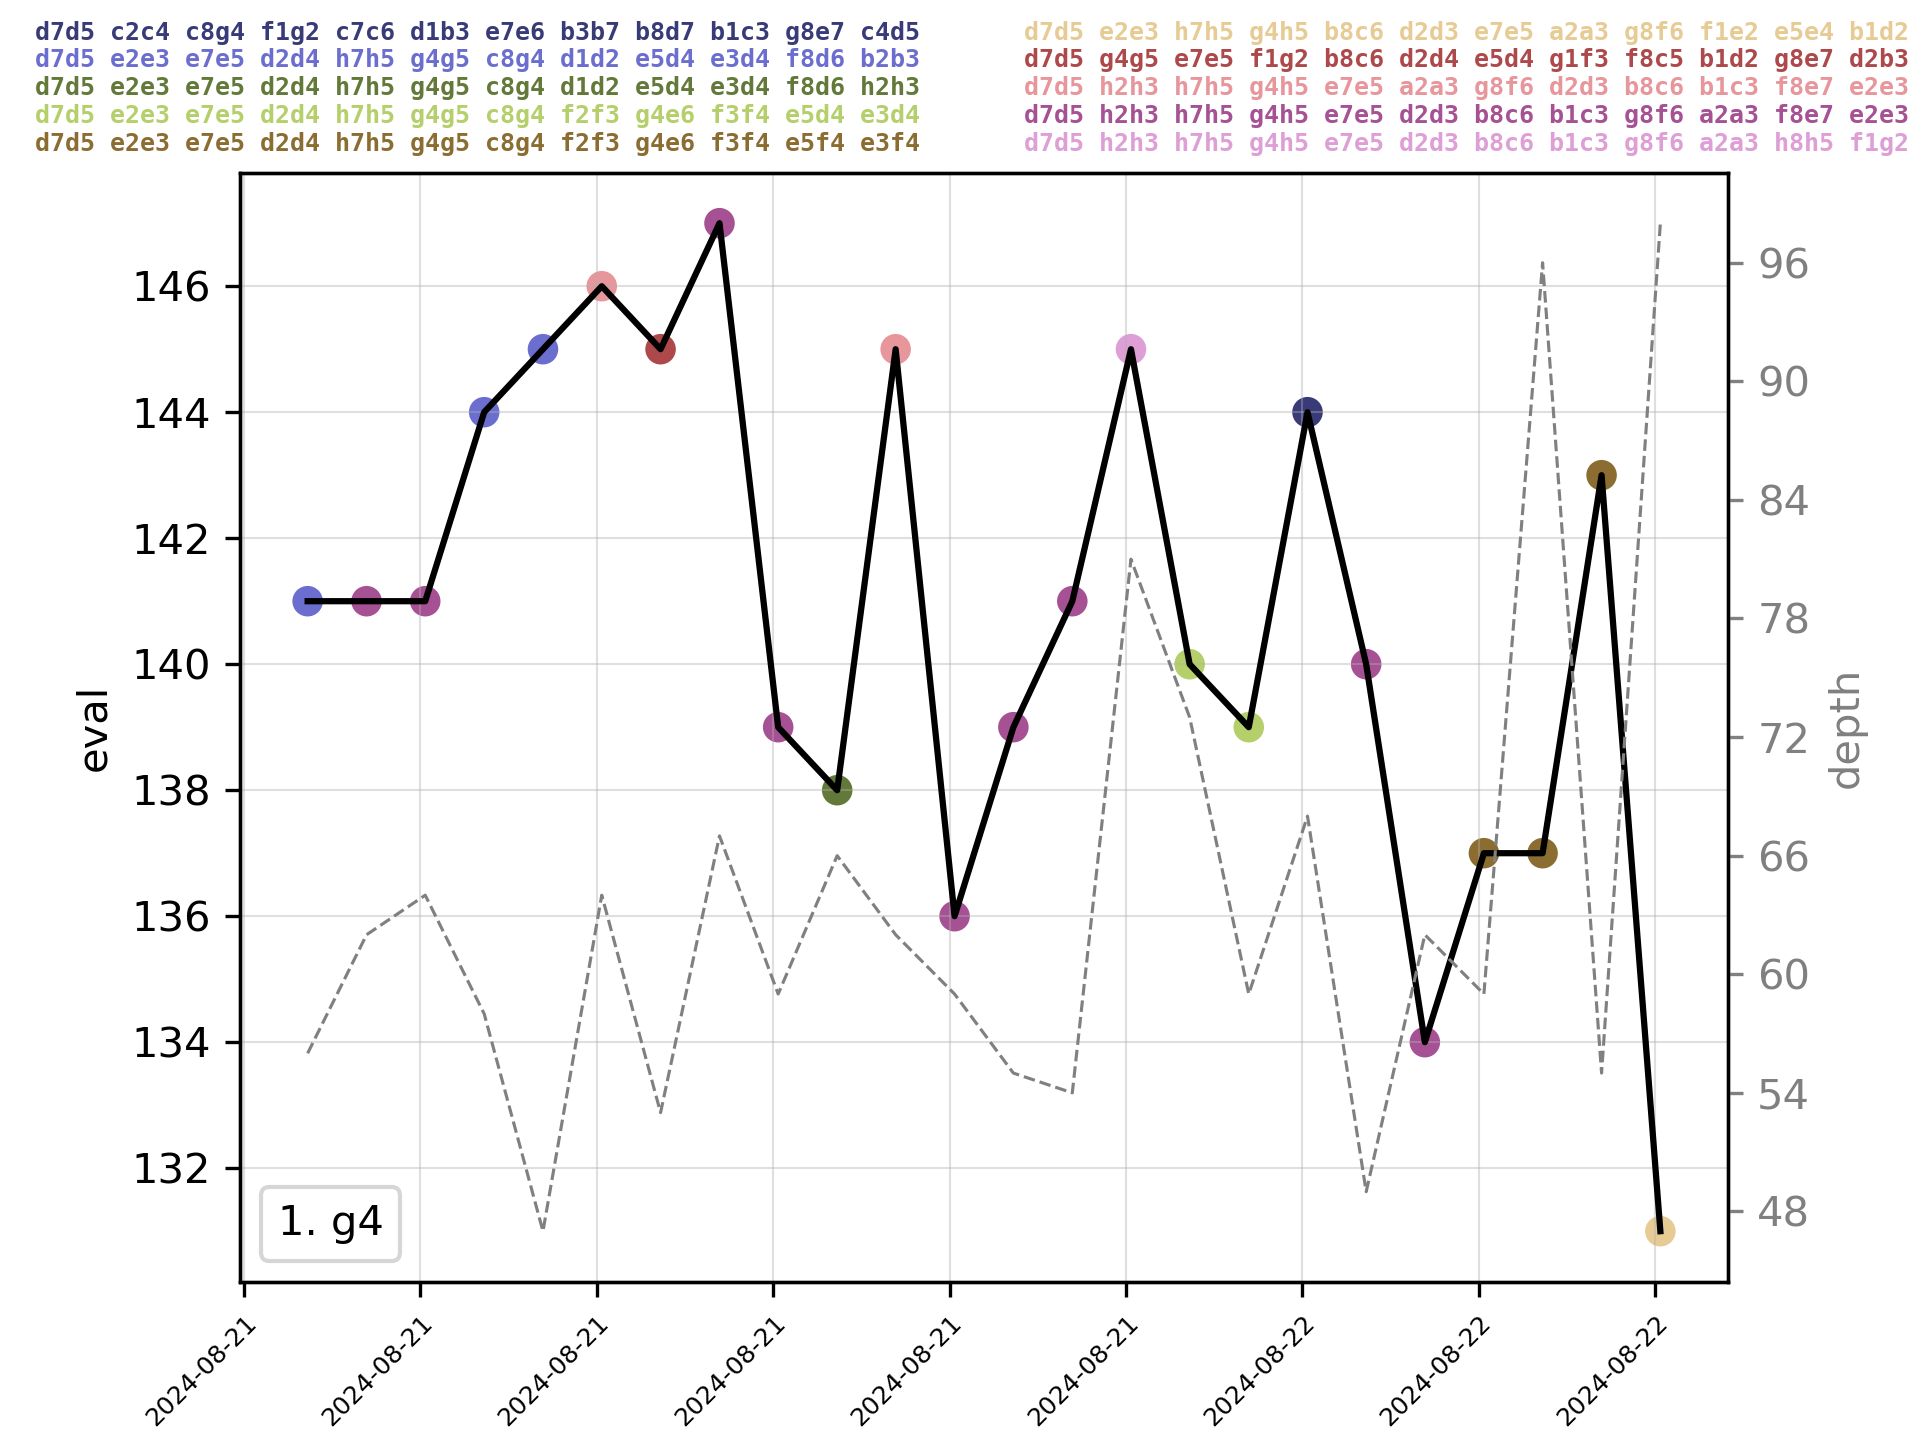 d7d5 c2c4 c8g4 f1g2 c7c6 d1b3 e7e6 b3b7 b8d7 b1c3 g8e7 c4d5
d7d5 e2e3 e7e5 d2d4 h7h5 g4g5 c8g4 d1d2 e5d4 e3d4 f8d6 b2b3
d7d5 e2e3 e7e5 d2d4 h7h5 g4g5 c8g4 d1d2 e5d4 e3d4 f8d6 h2h3
d7d5 e2e3 e7e5 d2d4 h7h5 g4g5 c8g4 f2f3 g4e6 f3f4 e5d4 e3d4
d7d5 e2e3 e7e5 d2d4 h7h5 g4g5 c8g4 f2f3 g4e6 f3f4 e5f4 e3f4
d7d5 e2e3 h7h5 g4h5 b8c6 d2d3 e7e5 a2a3 g8f6 f1e2 e5e4 b1d2
d7d5 g4g5 e7e5 f1g2 b8c6 d2d4 e5d4 g1f3 f8c5 b1d2 g8e7 d2b3
d7d5 h2h3 h7h5 g4h5 e7e5 a2a3 g8f6 d2d3 b8c6 b1c3 f8e7 e2e3
d7d5 h2h3 h7h5 g4h5 e7e5 d2d3 b8c6 b1c3 g8f6 a2a3 f8e7 e2e3
d7d5 h2h3 h7h5 g4h5 e7e5 d2d3 b8c6 b1c3 g8f6 a2a3 h8h5 f1g2
146
144
142
140
138
136
134
132
eval
96
90
84
78
72
66
60
54
48
depth
1. g4
2024-08-21
2024-08-21
2024-08-21
2024-08-21
2024-08-21
2024-08-21
2024-08-22
2024-08-22
2024-08-22